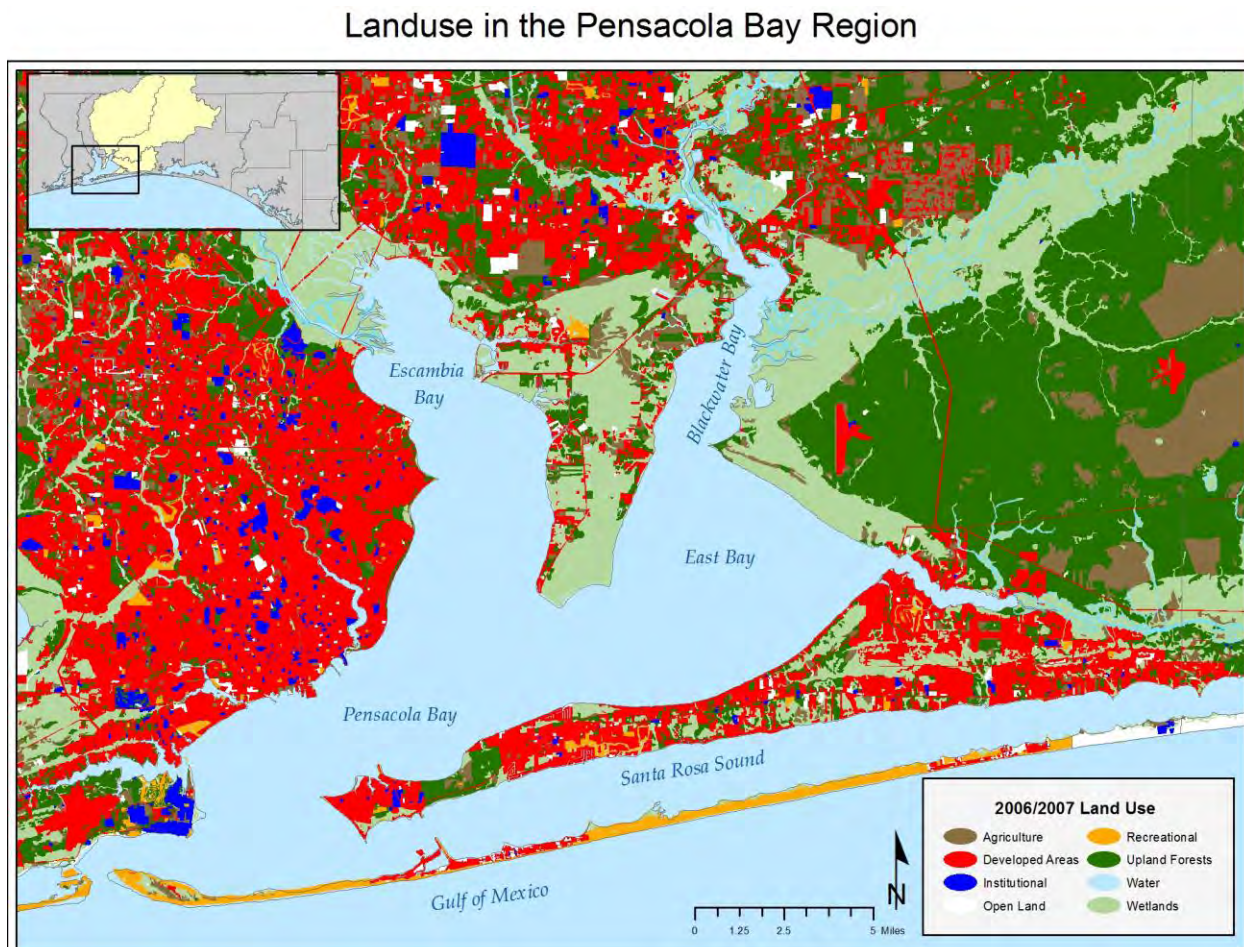 Landuse in the Pensacola Bay Region
Escambia
Bay
Blackwater Bay
East Bay
Pensacola Bay
Santa Rosa Sound
Gulf of Mexico
N
0 1.25 2.5 5 Miles
2006/2007 Land Use
Agriculture
Developed Areas
Institutional
Open Land
Recreational
Upland Forests
Water
Wetlands